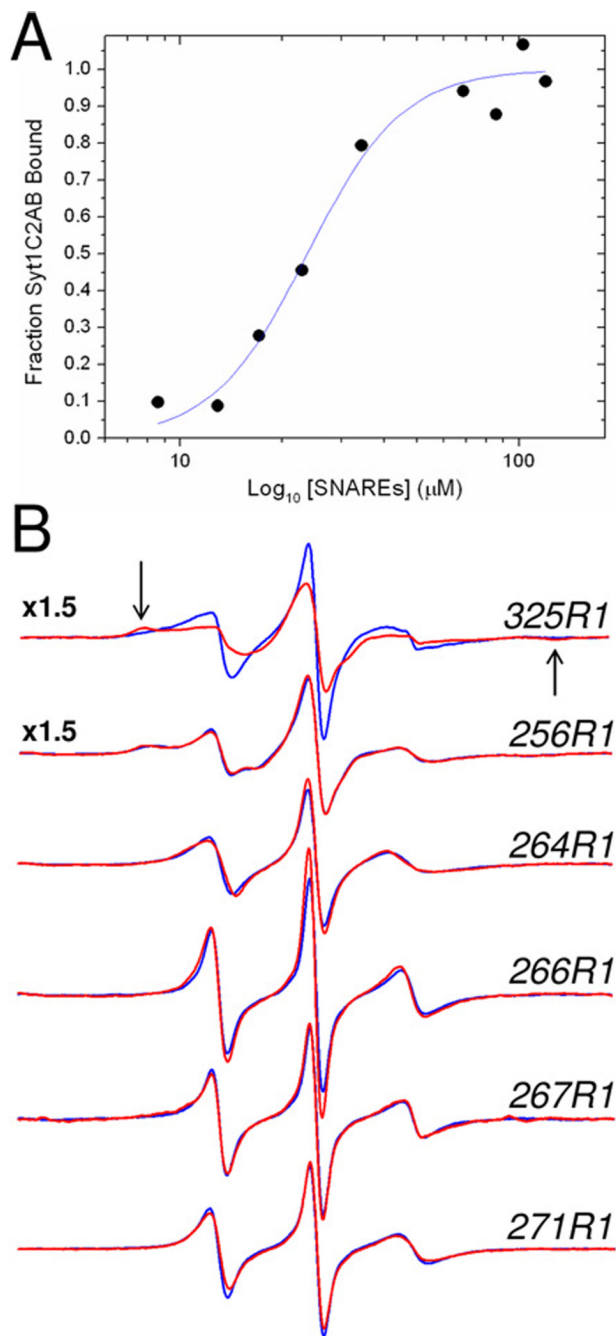 A
1.0
0.9
0.8
0.7
0.6
0.5
0.4
0.3
0.2
0.1
0.0
Fraction Syt1C2AB Bound
10
100
Log10 [SNAREs] (μM)
B
x1.5
325R1
x1.5
256R1
264R1
266R1
267R1
271R1